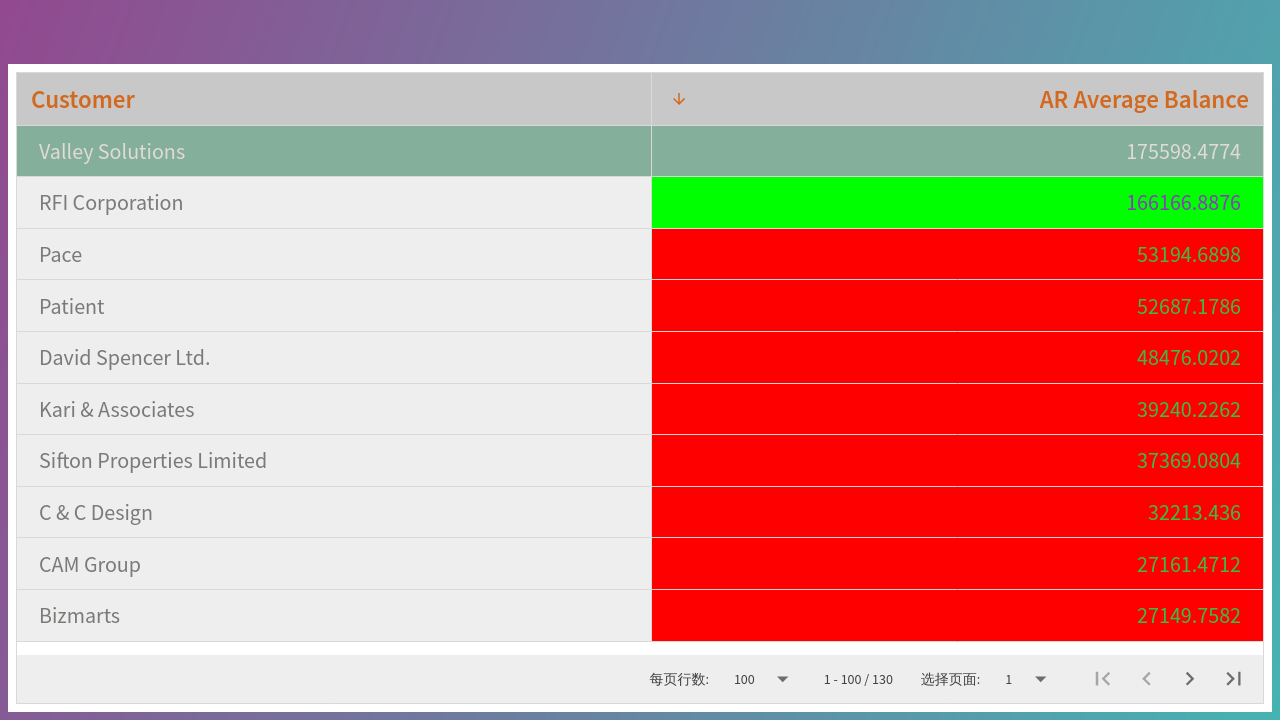 Customer AR Average Balance
Valley Solutions 175598.4774
RFI Corporation 166166.8876
Pace 53194.6898
Patient 52687.1786
David Spencer Ltd. 48476.0202
Kari & Associates 39240.2262
Sifton Properties Limited 37369.0804
C & C Design 32213.436
CAM Group 27161.4712
Bizmarts 27149.7582
每页行数: 100 1 - 100 / 130 选择页面: 1